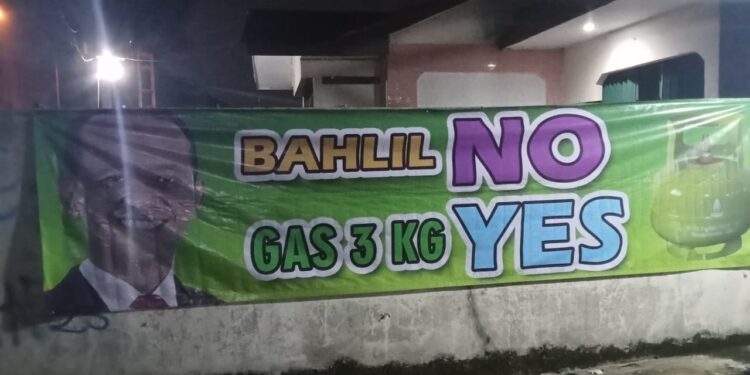 BAHLIL NO
GAS 3 KG YES